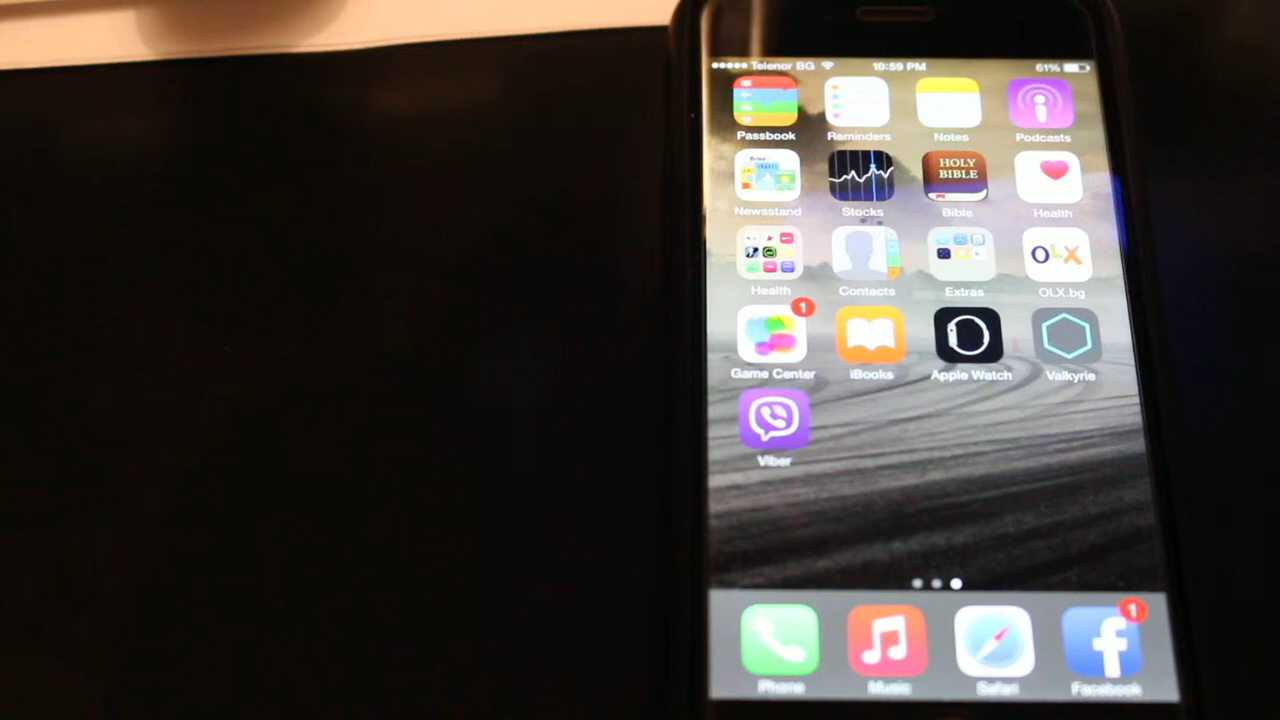 Telenor BG 10:59 PM 61%
Passbook Reminders Notes Podcasts
HOLY
BIBLE
Newsstand Stocks Bible Health
OLX
Health Contacts Extras OLX.bg
1
Game Center iBooks Apple Watch Valkyrie
Viber
1
Phone Music Safari Facebook